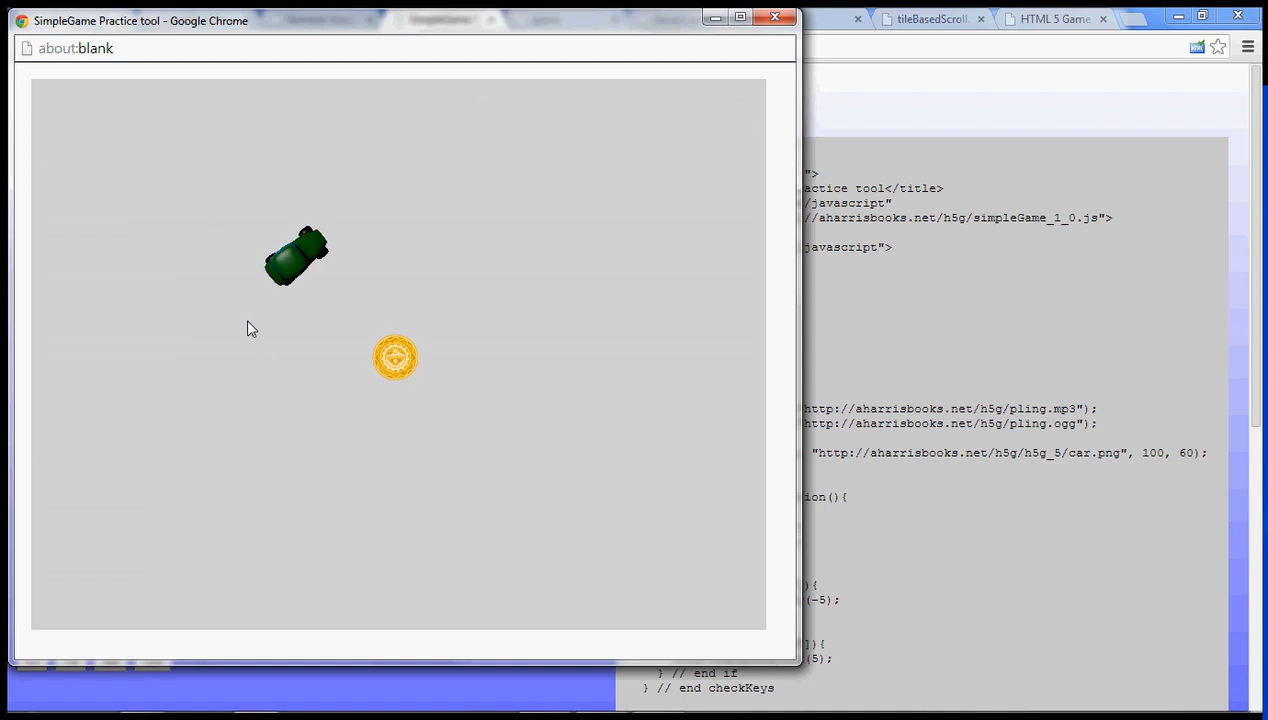 SimpleGame Practice tool - Google Chrome
about:blank
tileBasedScroll.
HTML 5 Game
">
actice tool</title>
/javascript"
//aharrisbooks.net/h5g/simpleGame_1_0.js">
javascript">
http://aharrisbooks.net/h5g/pling.mp3");
http://aharrisbooks.net/h5g/pling.ogg");
"http://aharrisbooks.net/h5g/h5g_5/car.png", 100, 60);
ion(){
){
(-5);
]){
(5);
} // end if
} // end checkKeys